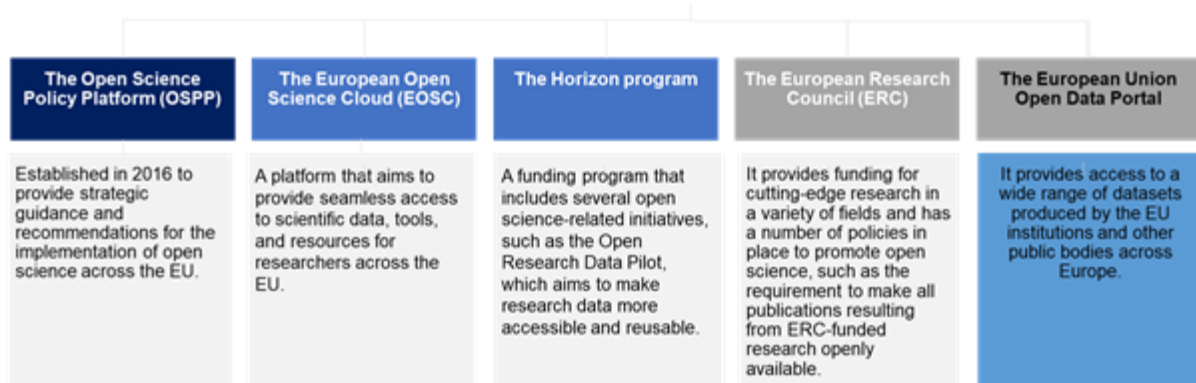 The Open Science
Policy Platform (OSPP)
Established in 2016 to
provide strategic
guidance and
recommendations for the
implementation of open
science across the EU.
The European Open
Science Cloud (EOSC)
A platform that aims to
provide seamless access
to scientific data, tools,
and resources for
researchers across the
EU.
The Horizon program
A funding program that
includes several open
science-related initiatives,
such as the Open
Research Data Pilot,
which aims to make
research data more
accessible and reusable.
The European Research
Council (ERC)
It provides funding for
cutting-edge research in
a variety of fields and has
a number of policies in
place to promote open
science, such as the
requirement to make all
publications resulting
from ERC-funded
research openly
available.
The European Union
Open Data Portal
It provides access to a
wide range of datasets
produced by the EU
institutions and other
public bodies across
Europe.